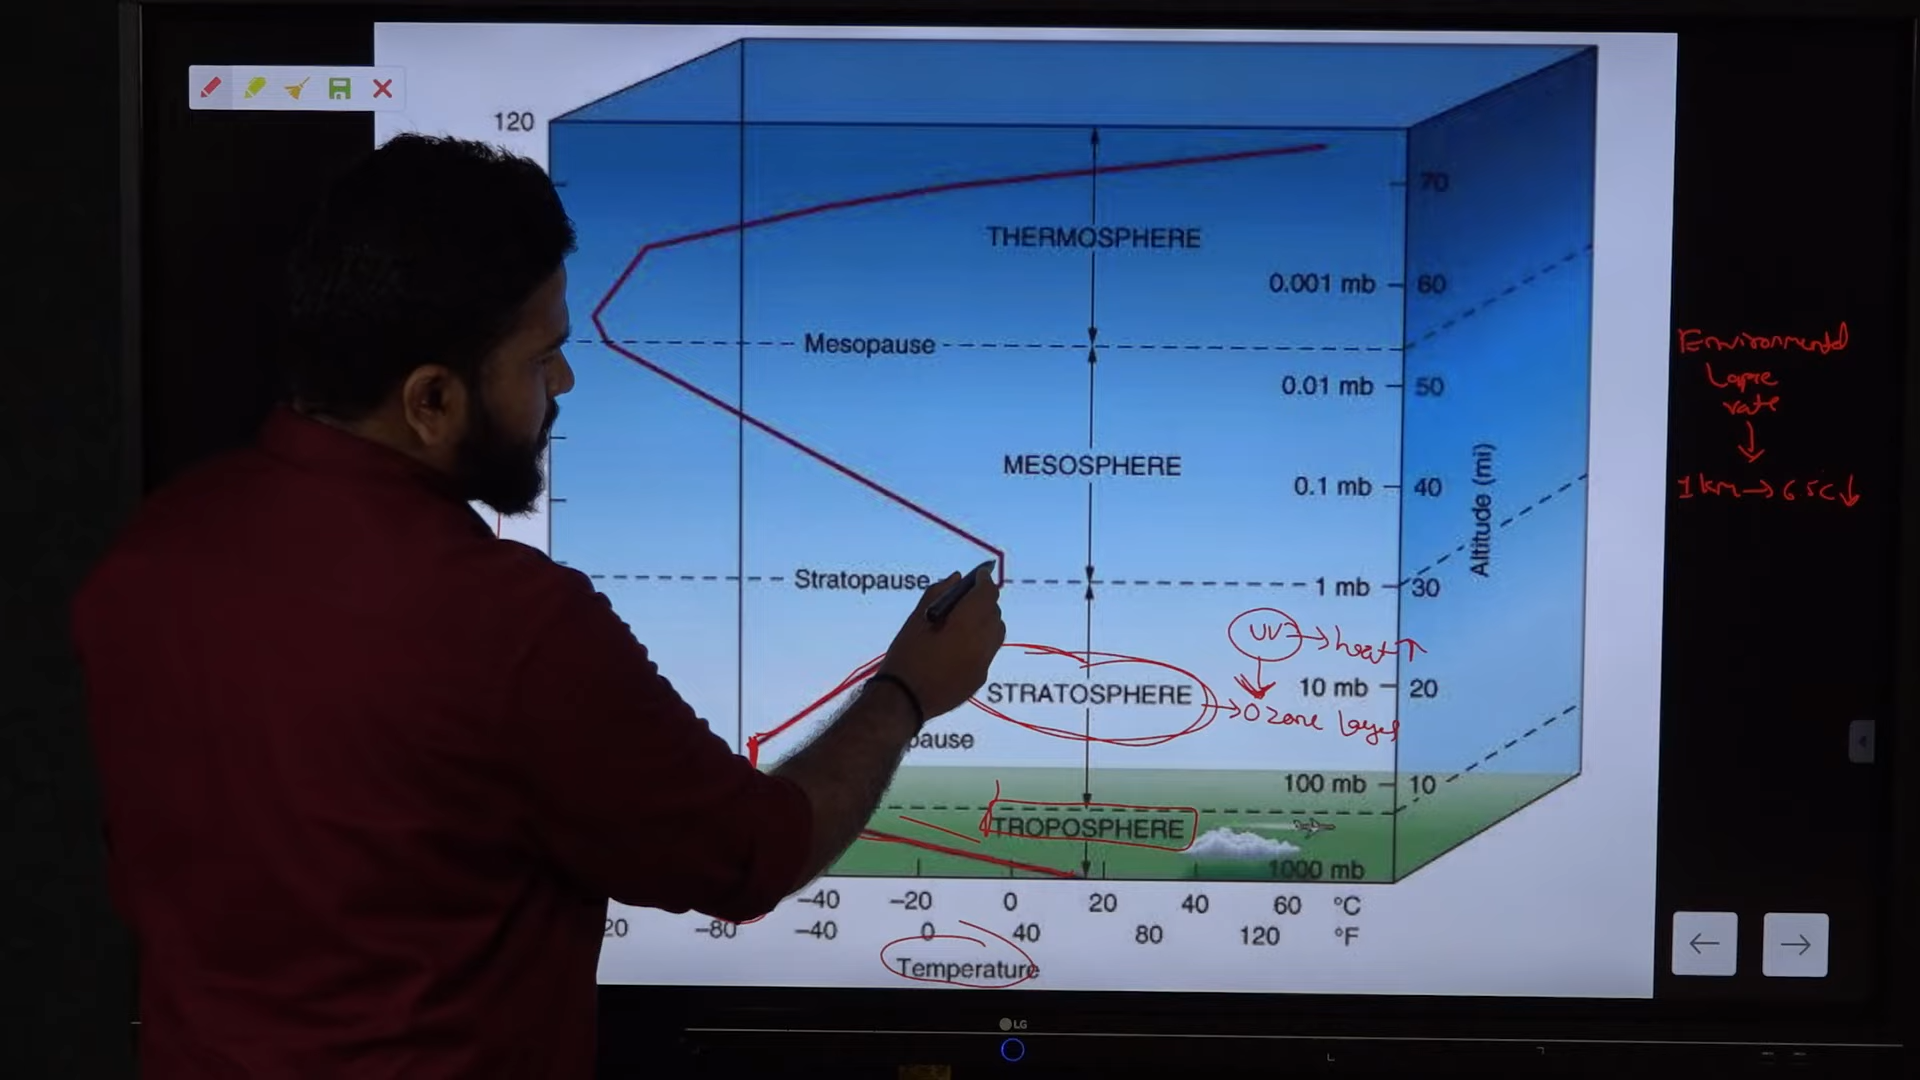 120
70
THERMOSPHERE
0.001 mb
60
Mesopause
0.01 mb
50
Environmental
Lapse
rate
1km → 6 5c ↓
MESOSPHERE
0.1 mb
40
Altitude (mi)
Stratopause
1 mb
30
UV → heat ↑
STRATOSPHERE
10 mb
20
Ozone layer
pause
100 mb
10
TROPOSPHERE
1000 mb
-40 -20 0 20 40 60 °C
20 -80 -40 0 40 80 120 °F
Temperature
LG